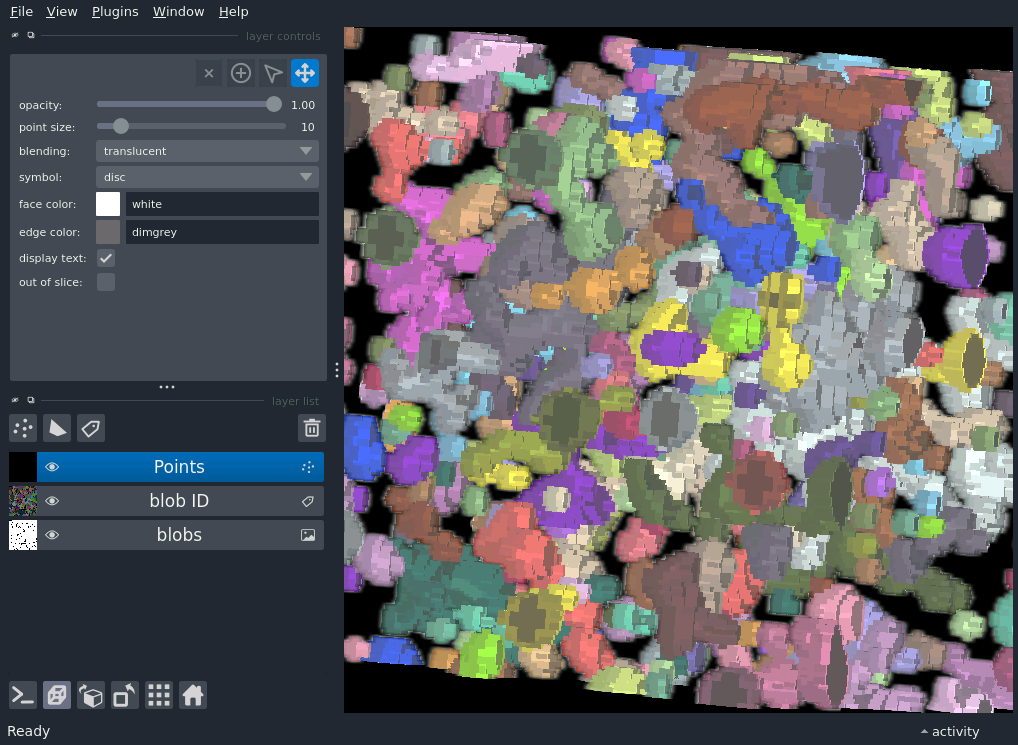 File View Plugins Window Help
layer controls
opacity: 1.00
point size: 10
blending: translucent
symbol: disc
face color: white
edge color: dimgrey
display text:
out of slice:
layer list
Points
blob ID
blobs
Ready
activity